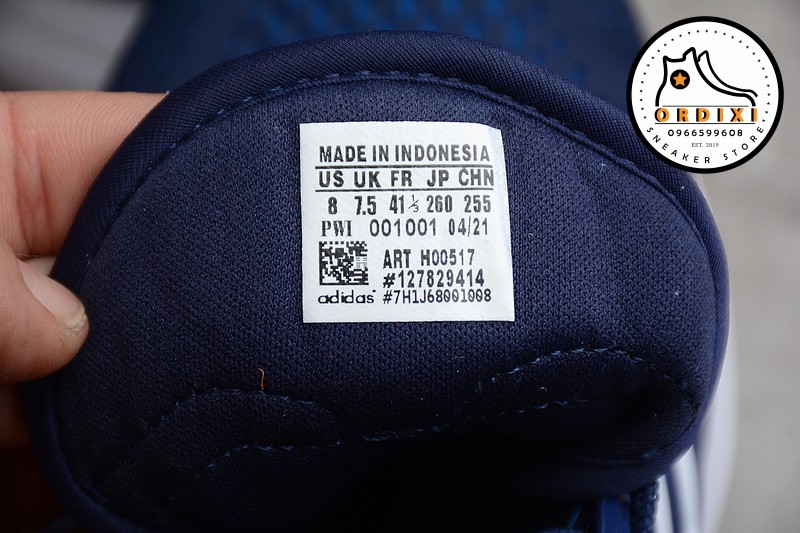 MADE IN INDONESIA
US UK FR JP CHN
8 7.5 41⅓ 260 255
PWI 001001 04/21
ART H00517
#127829414
adidas® #7H1J68001008
ORDIXI
0966599608
EST. 2019
SNEAKER STORE